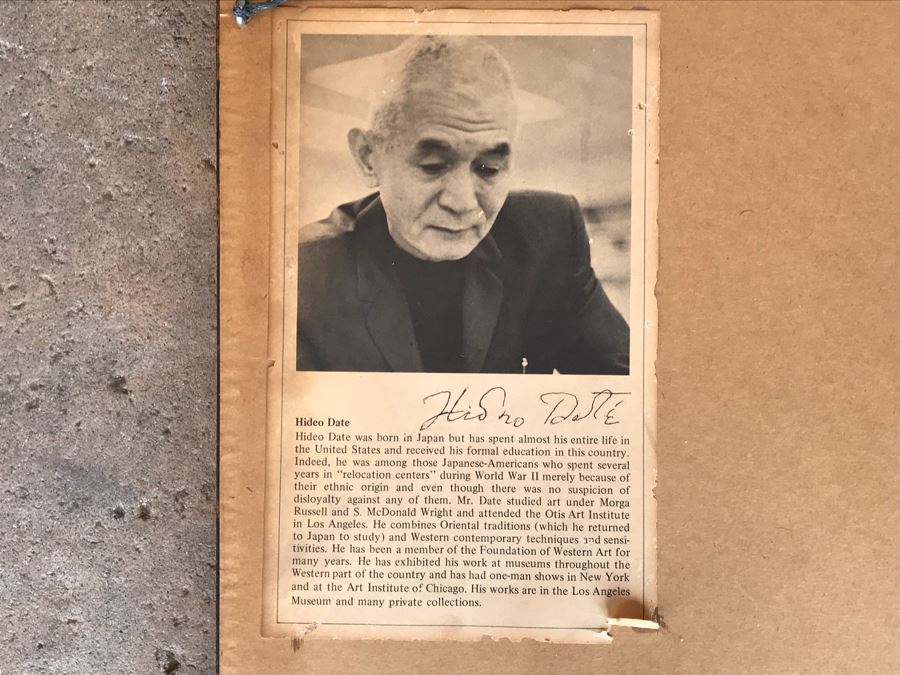 Hideo Daté
Hideo Date
Hideo Date was born in Japan but has spent almost his entire life in
the United States and received his formal education in this country.
Indeed, he was among those Japanese-Americans who spent several
years in "relocation centers" during World War II merely because of
their ethnic origin and even though there was no suspicion of
disloyalty against any of them. Mr. Date studied art under Morga
Russell and S. McDonald Wright and attended the Otis Art Institute
in Los Angeles. He combines Oriental traditions (which he returned
to Japan to study) and Western contemporary techniques and sensi-
tivities. He has been a member of the Foundation of Western Art for
many years. He has exhibited his work at museums throughout the
Western part of the country and has had one-man shows in New York
and at the Art Institute of Chicago. His works are in the Los Angeles
Museum and many private collections.